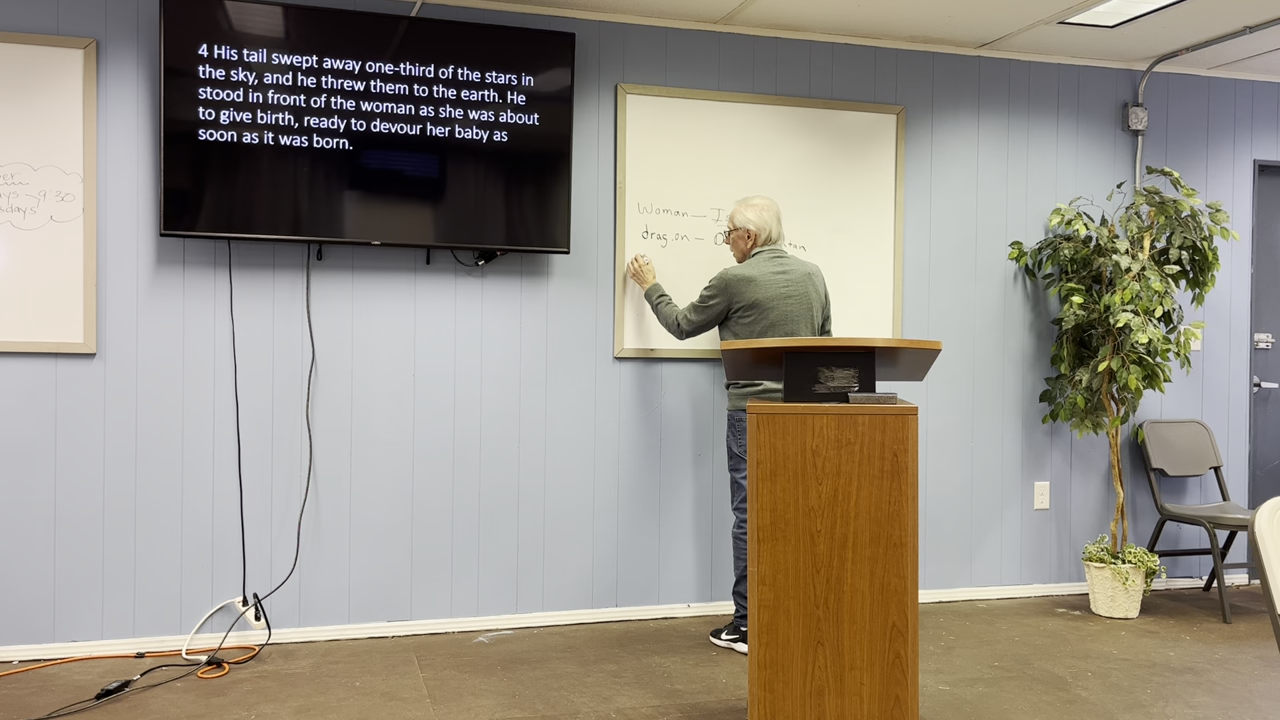 4 His tail swept away one-third of the stars in
the sky, and he threw them to the earth. He
stood in front of the woman as she was about
to give birth, ready to devour her baby as
soon as it was born.
9:30
Woman —
dragon —